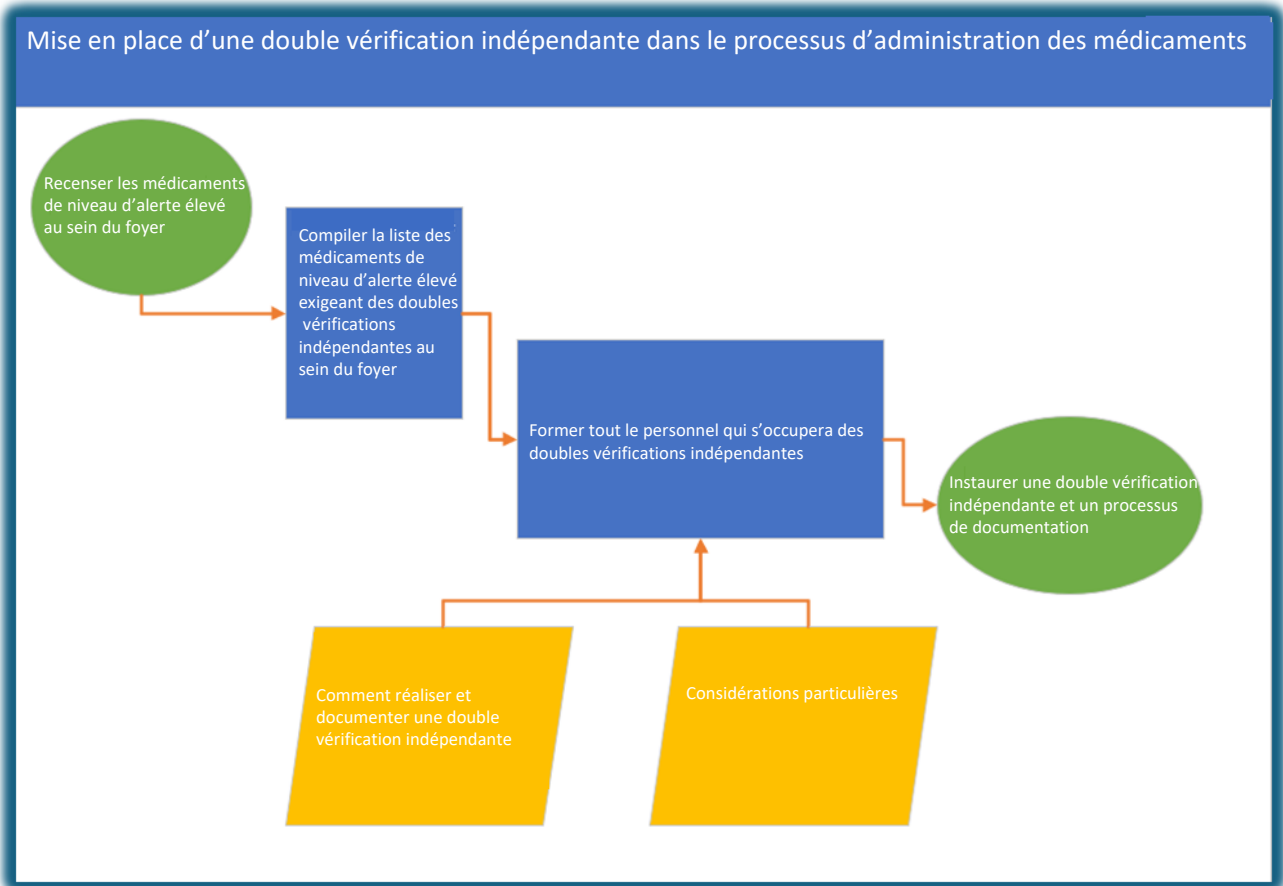 Mise en place d’une double vérification indépendante dans le processus d’administration des médicaments
Recenser les médicaments
de niveau d’alerte élevé
au sein du foyer
Compiler la liste des
médicaments de
niveau d’alerte élevé
exigeant des doubles
vérifications
indépendantes au
sein du foyer
Former tout le personnel qui s’occupera des
doubles vérifications indépendantes
Instaurer une double vérification
indépendante et un processus
de documentation
Comment réaliser et
documenter une double
vérification indépendante
Considérations particulières